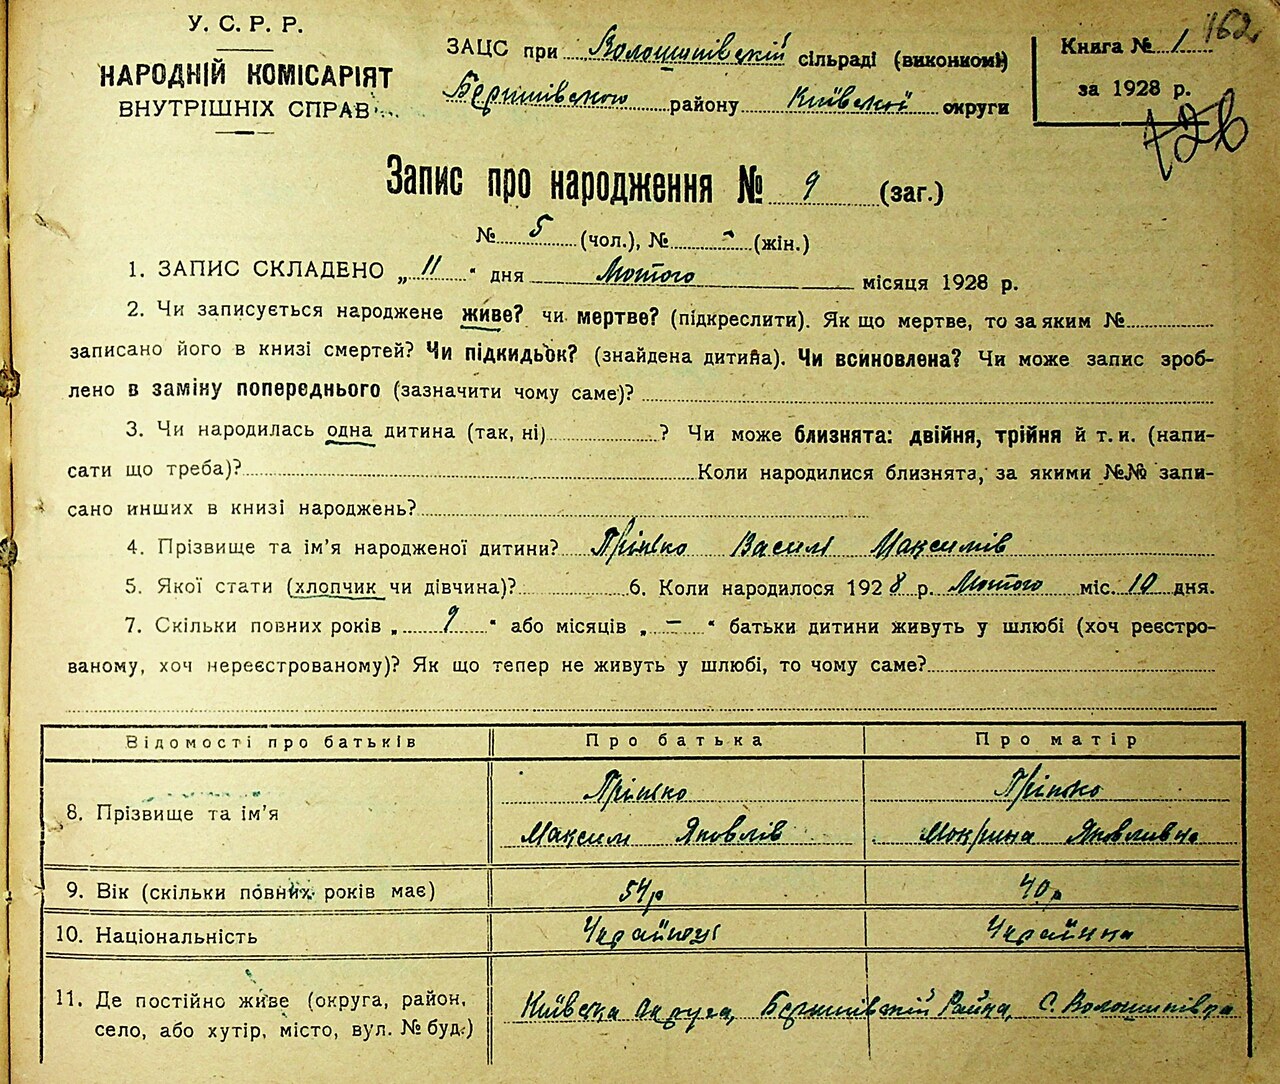 162
У. С. Р. Р.
НАРОДНІЙ КОМІСАРІЯТ
ВНУТРІШНІХ СПРАВ
ЗАЦС при Волошинівській сільраді (виконкомі)
району Київської округи
Книга № 1
за 1928 р.
Запис про народження № 9 (заг.)
№ 5 (чол.), № - (жін.)
1. ЗАПИС СКЛАДЕНО „11" дня Лютого місяця 1928 р.
2. Чи записується народжене живе? чи мертве? (підкреслити). Як що мертве, то за яким №
записано його в книзі смертей? Чи підкидьок? (знайдена дитина). Чи всиновлена? Чи може запис зроб-
лено в заміну попереднього (зазначити чому саме)?
3. Чи народилась одна дитина (так, ні) ? Чи може близнята: двійня, трійня й т. и. (напи-
сати що треба)? Коли народилися близнята, за якими №№ запи-
сано инших в книзі народжень?
4. Прізвище та ім'я народженої дитини? Василь Максимів
5. Якої стати (хлопчик чи дівчина)? 6. Коли народилося 1928 р. Лютого міс. 10 дня.
7. Скільки повних років „ 9 " або місяців „ — " батьки дитини живуть у шлюбі (хоч реєстро-
ваному, хоч нереєстрованому)? Як що тепер не живуть у шлюбі, то чому саме?
Відомості про батьків Про батька Про матір
8. Прізвище та ім'я
Максим Яковлів Мокрина Яковливна
9. Вік (скільки повних років має) 54 р 40 р
10. Національність Українець Українка
11. Де постійно живе (округа, район,
село, або хутір, місто, вул. № буд.) Київська округа, С. Волошинівка